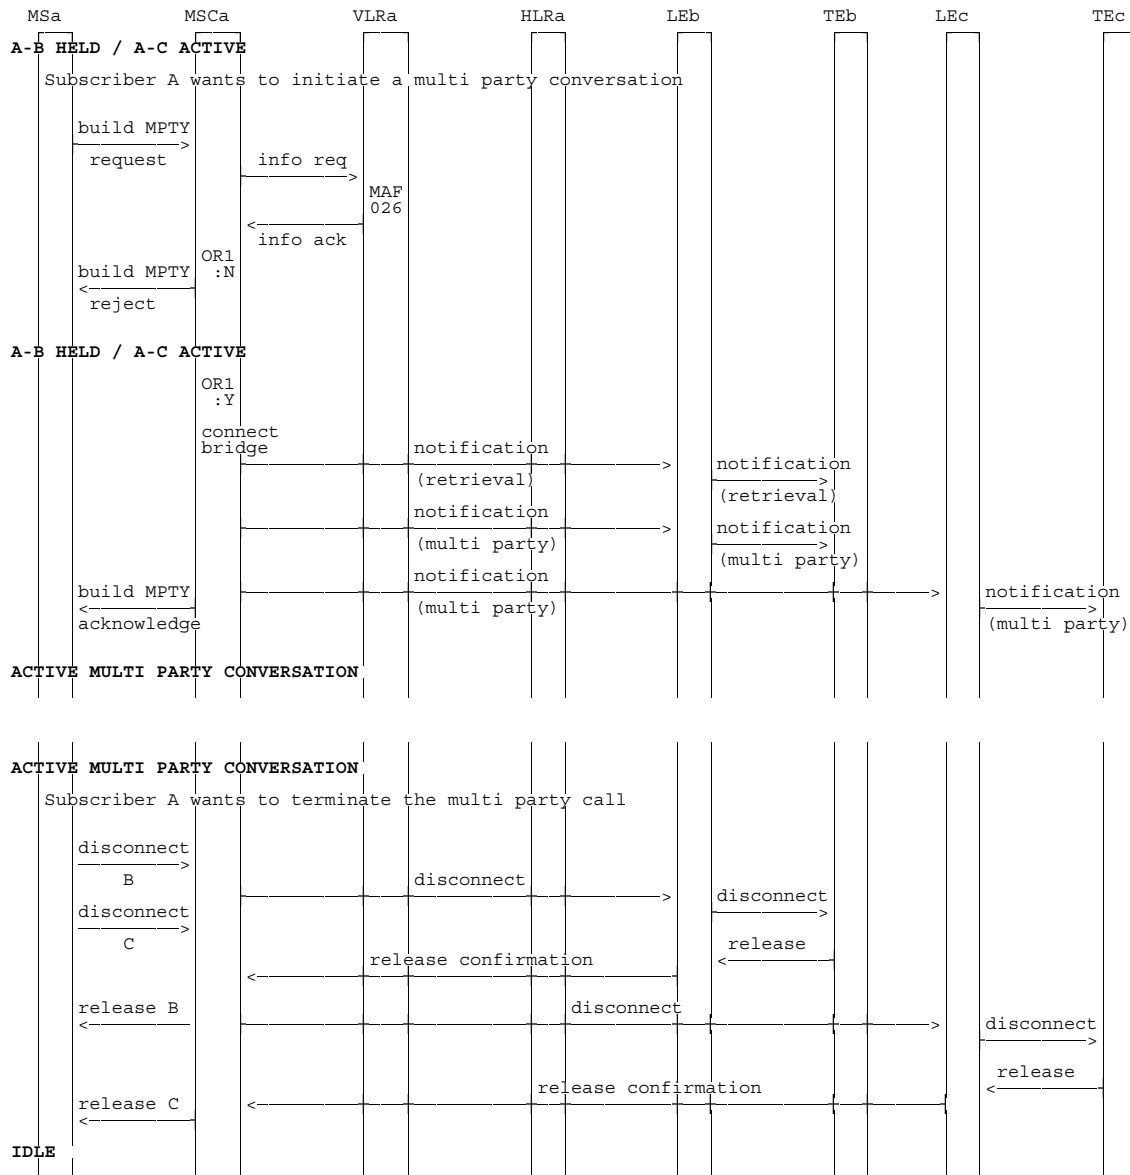 MSa MSCa VLRa HLRa LEb TEb LEc TEc
A-B HELD / A-C ACTIVE
Subscriber A wants to initiate a multi party conversation
build MPTY
request
info req
MAF
026
info ack
OR1
:N
build MPTY
reject
A-B HELD / A-C ACTIVE
OR1
:Y
connect
bridge
notification
(retrieval)
notification
(retrieval)
notification
(multi party)
notification
(multi party)
build MPTY
acknowledge
notification
(multi party)
notification
(multi party)
ACTIVE MULTI PARTY CONVERSATION
ACTIVE MULTI PARTY CONVERSATION
Subscriber A wants to terminate the multi party call
disconnect
B
disconnect
disconnect
disconnect
C
release
release confirmation
release B
disconnect
disconnect
release
release confirmation
release C
IDLE